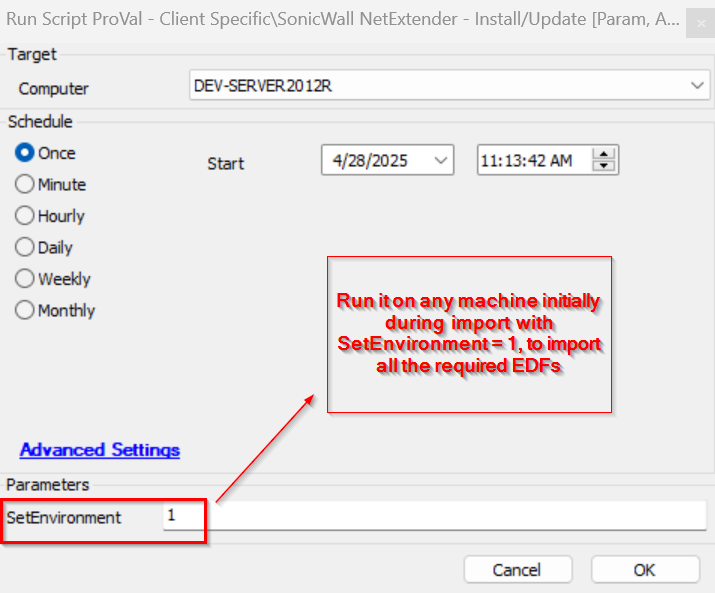 Run Script ProVal - Client Specific\SonicWall NetExtender - Install/Update [Param, A...
Target
Computer
DEV-SERVER2012R
Schedule
Once
Start
4/28/2025
11:13:42 AM
Minute
Hourly
Daily
Weekly
Monthly
Run it on any machine initially
during import with
SetEnvironment = 1, to import
all the required EDFs
Advanced Settings
Parameters
SetEnvironment
1
Cancel
OK